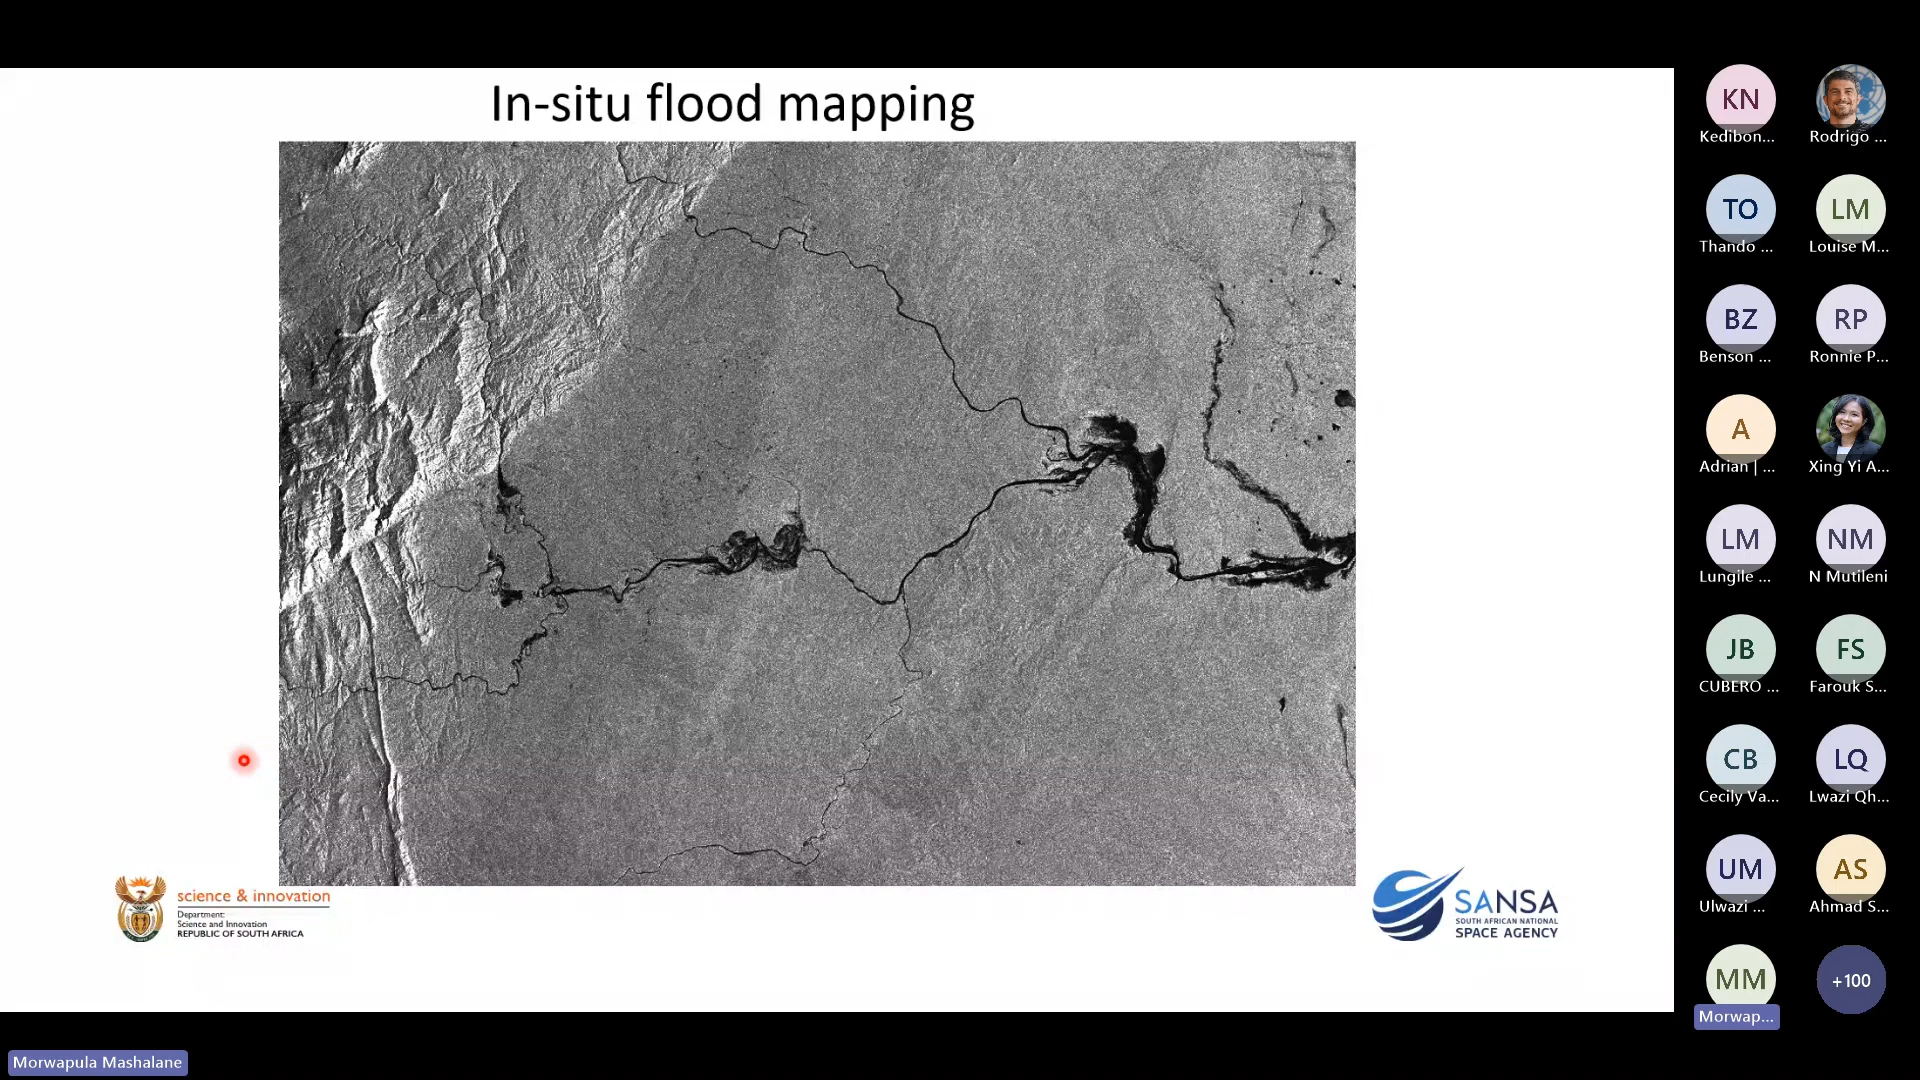 In-situ flood mapping
science & innovation
Department:
Science and Innovation
REPUBLIC OF SOUTH AFRICA
SANSA
SOUTH AFRICAN NATIONAL
SPACE AGENCY
KN
Kedibon...
Rodrigo ...
TO
Thando ...
LM
Louise M...
BZ
Benson ...
RP
Ronnie P...
A
Adrian | ...
Xing Yi A...
LM
Lungile ...
NM
N Mutileni
JB
CUBERO ...
FS
Farouk S...
CB
Cecily Va...
LQ
Lwazi Qh...
UM
Ulwazi ...
AS
Ahmad S...
MM
Morwap...
+100
Morwapula Mashalane